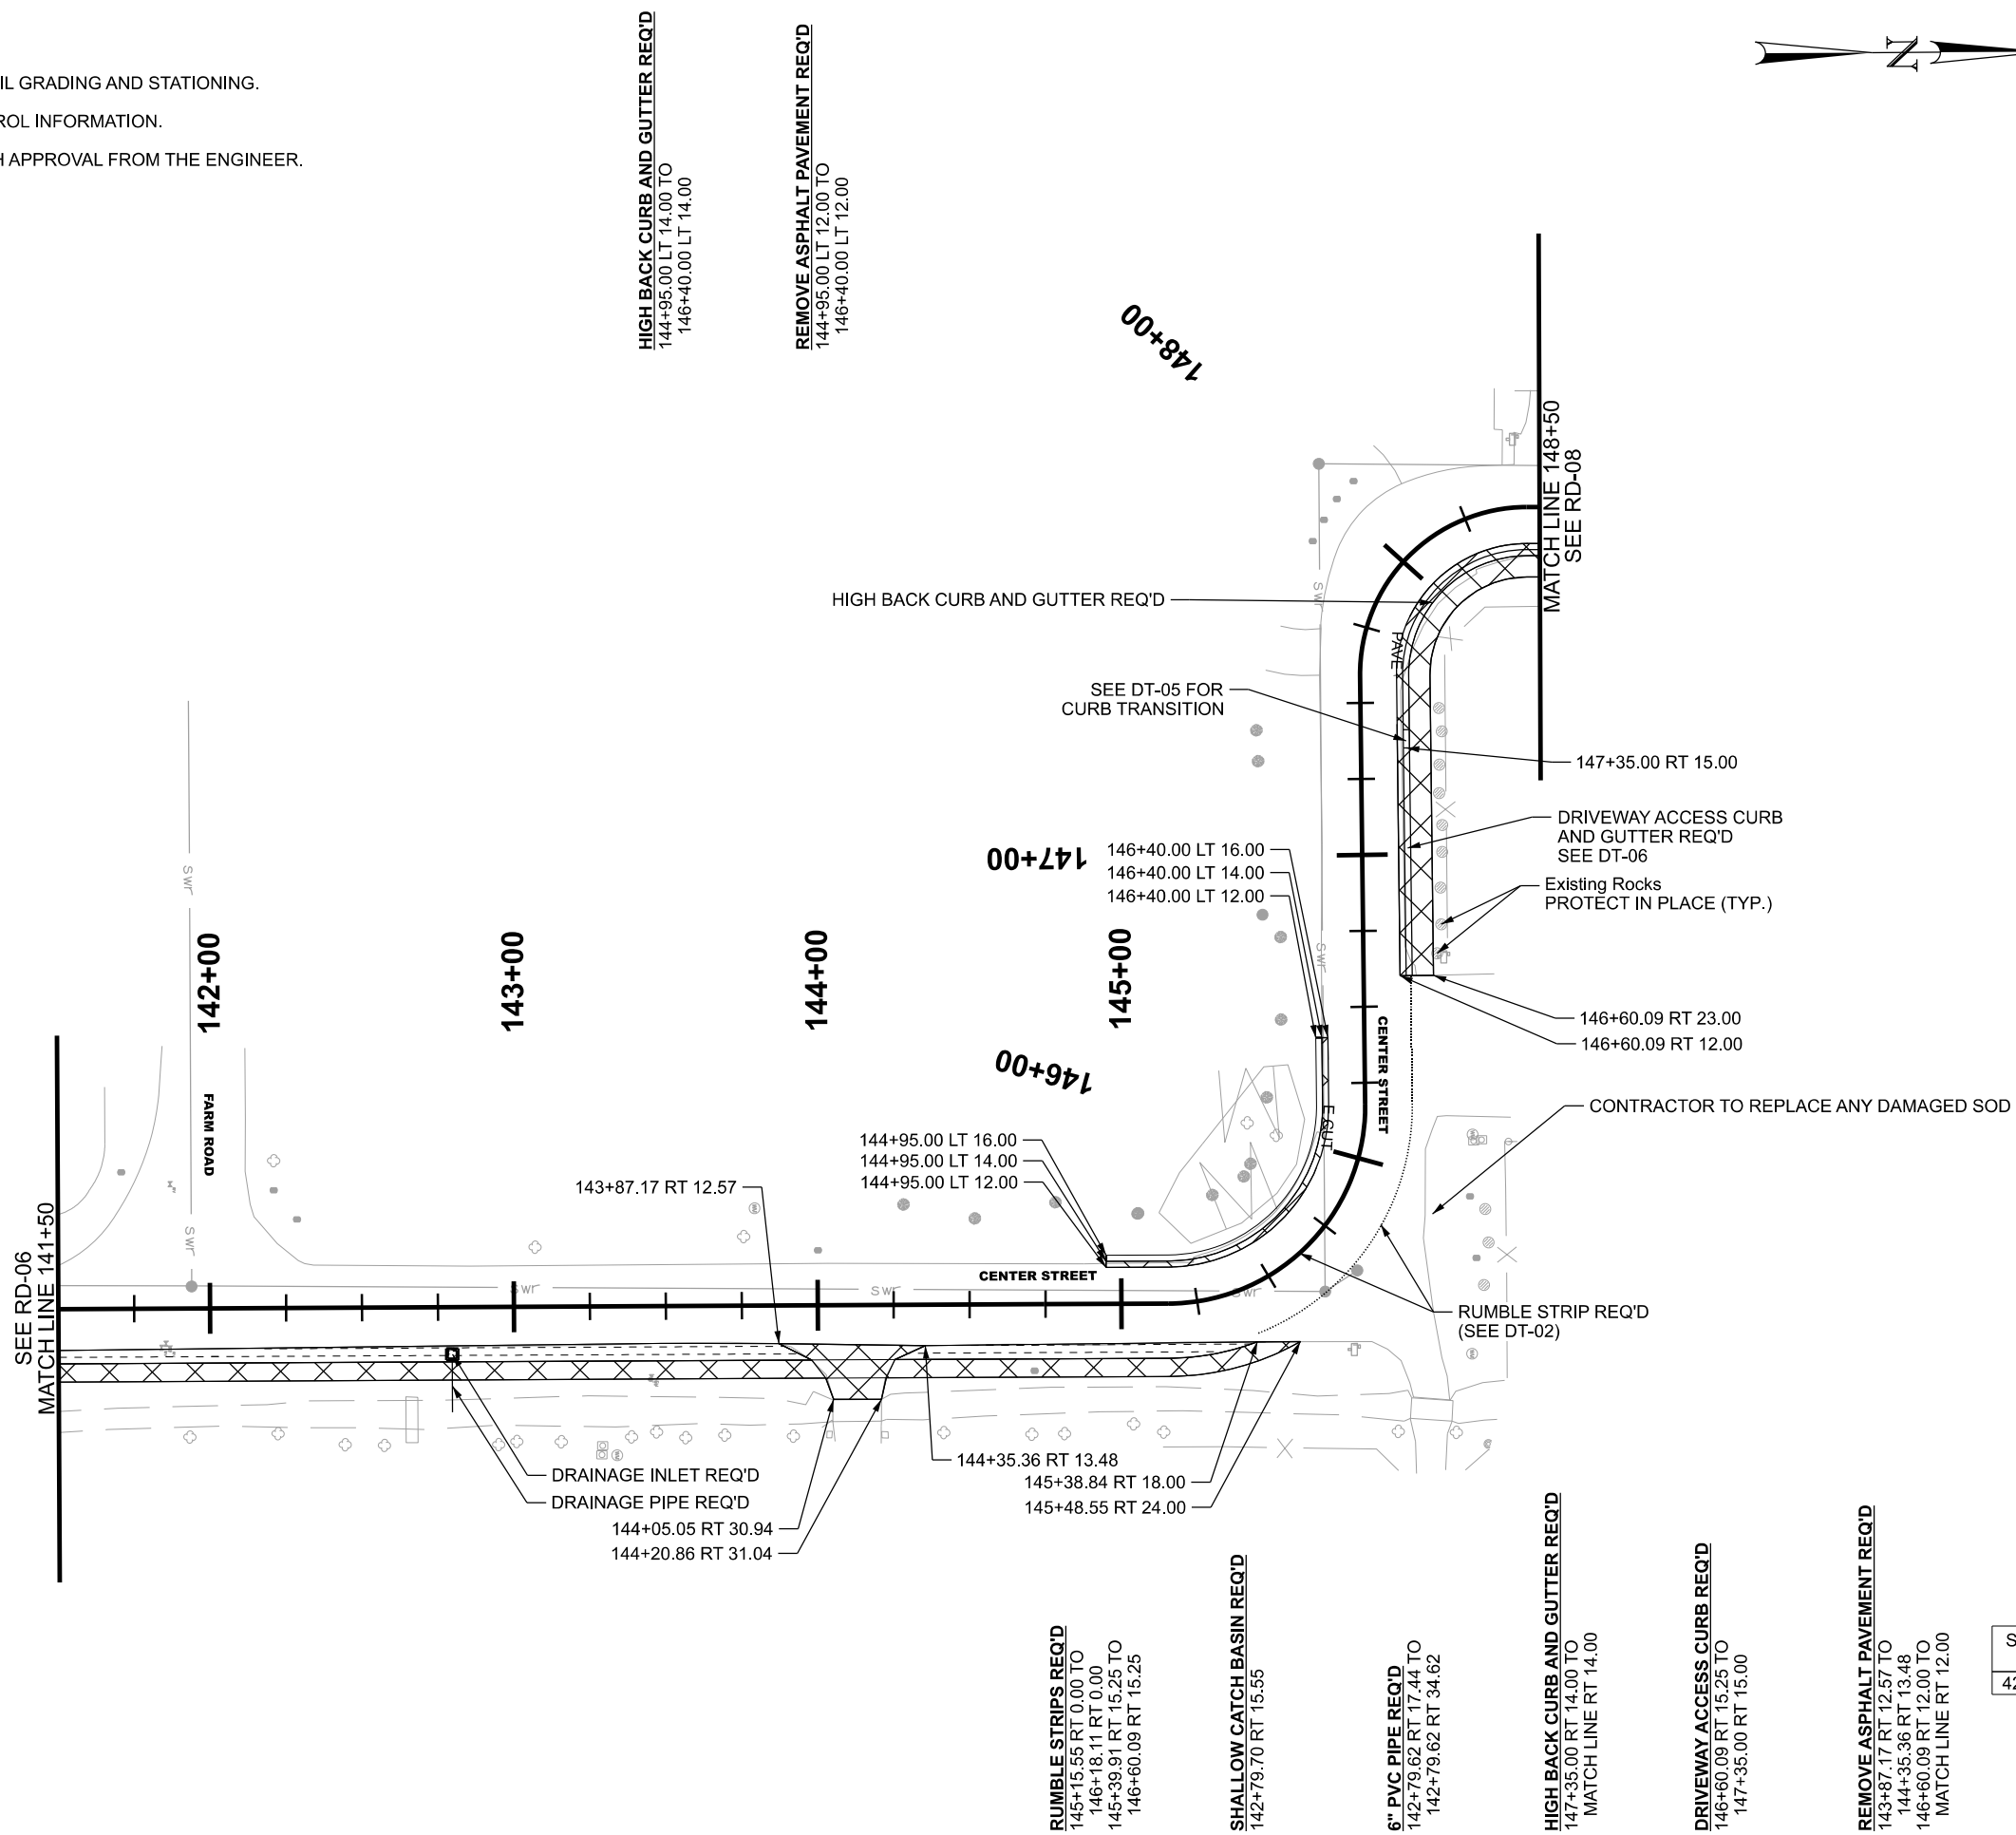 IL GRADING AND STATIONING.
ROL INFORMATION.
H APPROVAL FROM THE ENGINEER.
HIGH BACK CURB AND GUTTER REQ'D
144+95.00 LT 14.00 TO
146+40.00 LT 14.00
REMOVE ASPHALT PAVEMENT REQ'D
144+95.00 LT 12.00 TO
146+40.00 LT 12.00
N
148+00
MATCH LINE 148+50
SEE RD-08
HIGH BACK CURB AND GUTTER REQ'D
swr
PAVE
SEE DT-05 FOR
CURB TRANSITION
147+35.00 RT 15.00
DRIVEWAY ACCESS CURB
AND GUTTER REQ'D
SEE DT-06
Existing Rocks
PROTECT IN PLACE (TYP.)
147+00
146+40.00 LT 16.00
146+40.00 LT 14.00
146+40.00 LT 12.00
swr
swr
142+00
143+00
144+00
145+00
146+00
146+60.09 RT 23.00
146+60.09 RT 12.00
CENTER STREET
CONTRACTOR TO REPLACE ANY DAMAGED SOD
FARM ROAD
swr
144+95.00 LT 16.00
144+95.00 LT 14.00
144+95.00 LT 12.00
143+87.17 RT 12.57
SEE RD-06
MATCH LINE 141+50
CENTER STREET
swr
swr
swr
RUMBLE STRIP REQ'D
(SEE DT-02)
DRAINAGE INLET REQ'D
DRAINAGE PIPE REQ'D
144+05.05 RT 30.94
144+20.86 RT 31.04
144+35.36 RT 13.48
145+38.84 RT 18.00
145+48.55 RT 24.00
RUMBLE STRIPS REQ'D
145+15.55 RT 0.00 TO
146+18.11 RT 0.00
145+39.91 RT 15.25 TO
146+60.09 RT 15.25
SHALLOW CATCH BASIN REQ'D
142+79.70 RT 15.55
6" PVC PIPE REQ'D
142+79.62 RT 17.44 TO
142+79.62 RT 34.62
HIGH BACK CURB AND GUTTER REQ'D
147+35.00 RT 14.00 TO
MATCH LINE RT 14.00
DRIVEWAY ACCESS CURB REQ'D
146+60.09 RT 15.25 TO
147+35.00 RT 15.00
REMOVE ASPHALT PAVEMENT REQ'D
143+87.17 RT 12.57 TO
144+35.36 RT 13.48
146+60.09 RT 12.00 TO
MATCH LINE RT 12.00
S
42